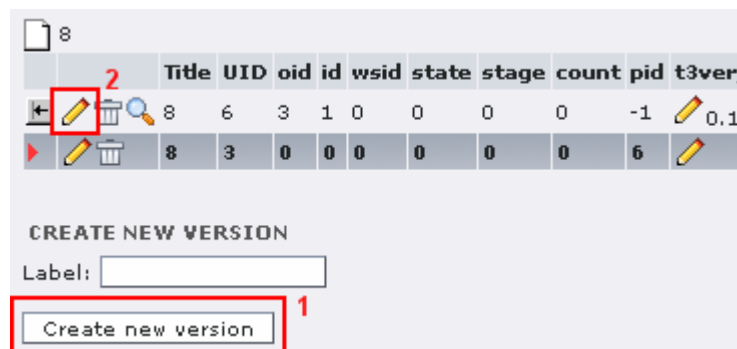 8
2
Title UID oid id wsid state stage count pid t3ver
8 6 3 1 0 0 0 0 -1 0.1
8 3 0 0 0 0 0 0 6
CREATE NEW VERSION
Label:
1
Create new version